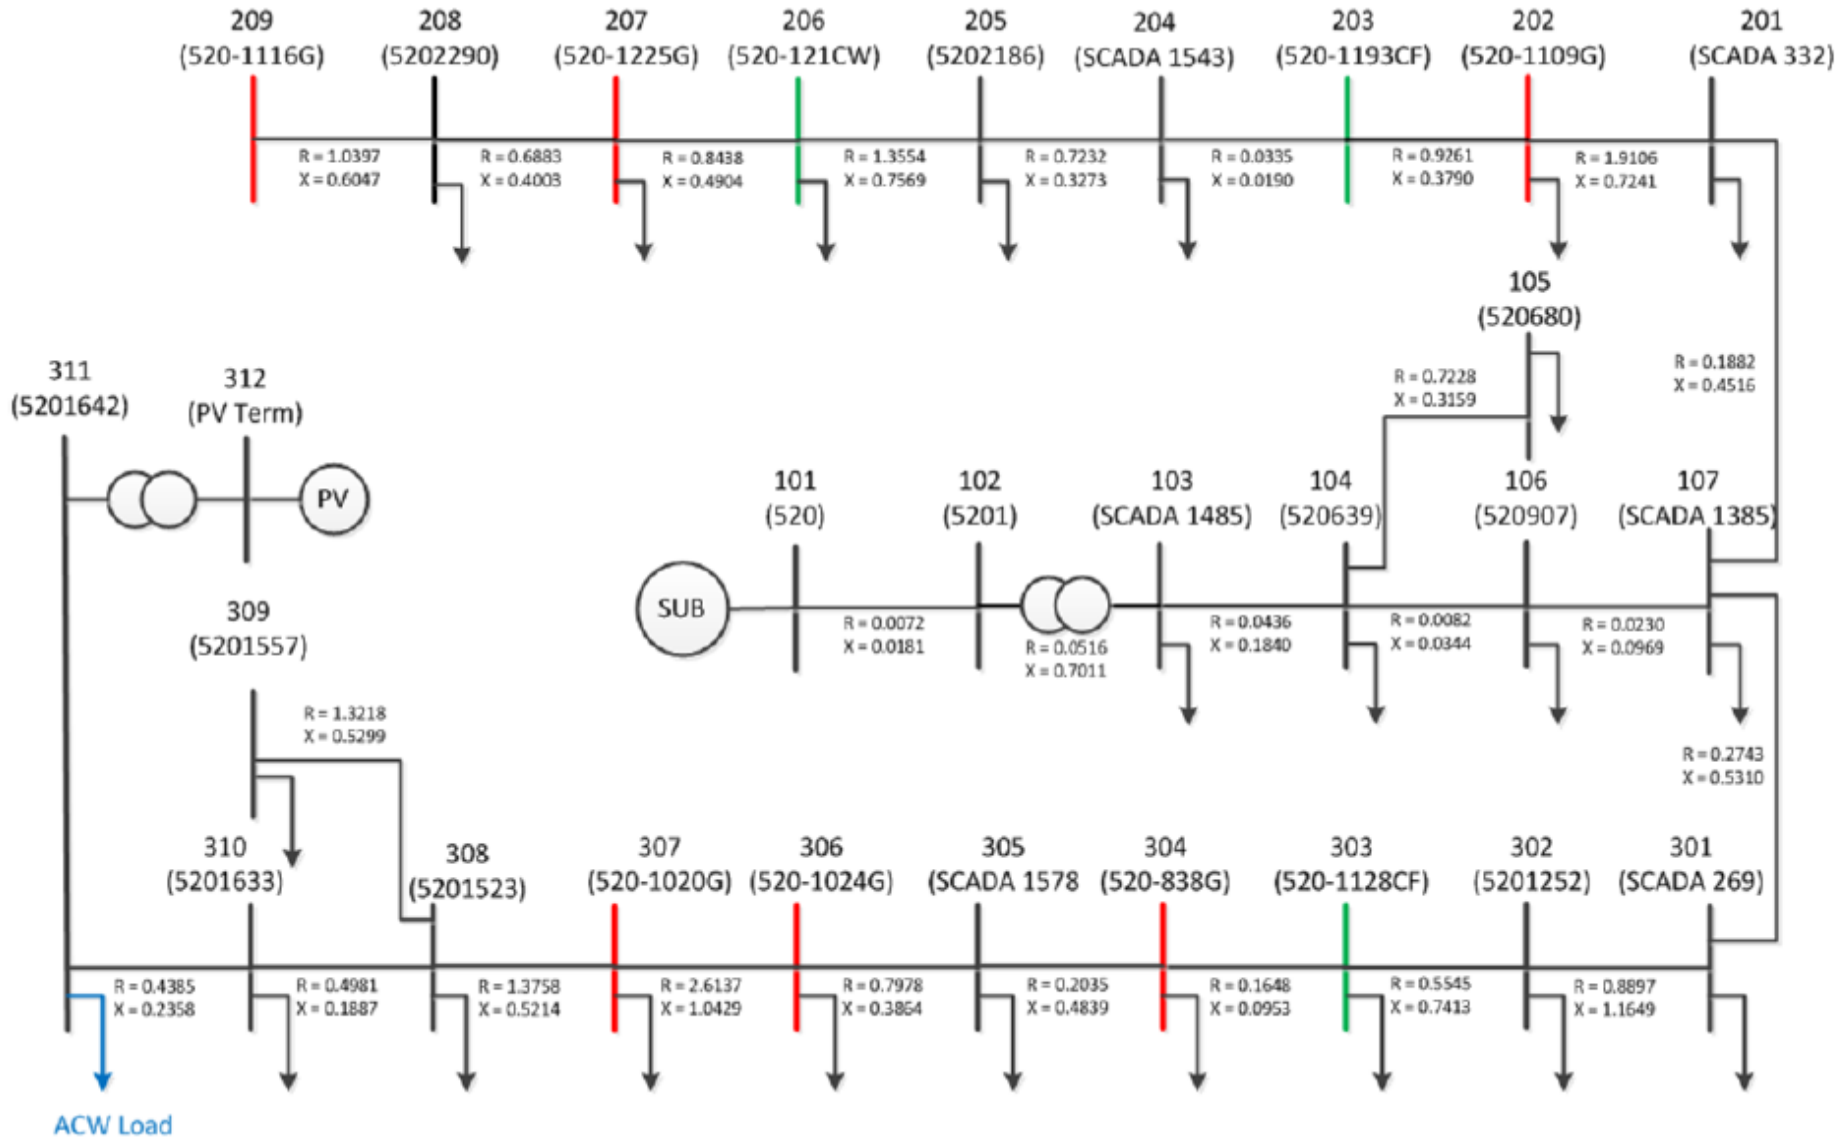 209
(520-1116G)
208
(5202290)
207
(520-1225G)
206
(520-121CW)
205
(5202186)
204
(SCADA 1543)
203
(520-1193CF)
202
(520-1109G)
201
(SCADA 332)
R = 1.0397
X = 0.6047
R = 0.6883
X = 0.4003
R = 0.8438
X = 0.4904
R = 1.3554
X = 0.7569
R = 0.7232
X = 0.3273
R = 0.0335
X = 0.0190
R = 0.9261
X = 0.3790
R = 1.9106
X = 0.7241
105
(520680)
R = 0.7228
X = 0.3159
R = 0.1882
X = 0.4516
311
(5201642)
312
(PV Term)
PV
101
(520)
102
(5201)
103
(SCADA 1485)
104
(520639)
106
(520907)
107
(SCADA 1385)
SUB
R = 0.0072
X = 0.0181
R = 0.0516
X = 0.7011
R = 0.0436
X = 0.1840
R = 0.0082
X = 0.0344
R = 0.0230
X = 0.0969
309
(5201557)
R = 1.3218
X = 0.5299
R = 0.2743
X = 0.5310
310
(5201633)
308
(5201523)
307
(520-1020G)
306
(520-1024G)
305
(SCADA 1578
304
(520-838G)
303
(520-1128CF)
302
(5201252)
301
(SCADA 269)
R = 0.4385
X = 0.2358
R = 0.4981
X = 0.1887
R = 1.3758
X = 0.5214
R = 2.6137
X = 1.0429
R = 0.7978
X = 0.3864
R = 0.2035
X = 0.4839
R = 0.1648
X = 0.0953
R = 0.5545
X = 0.7413
R = 0.8897
X = 1.1649
ACW Load